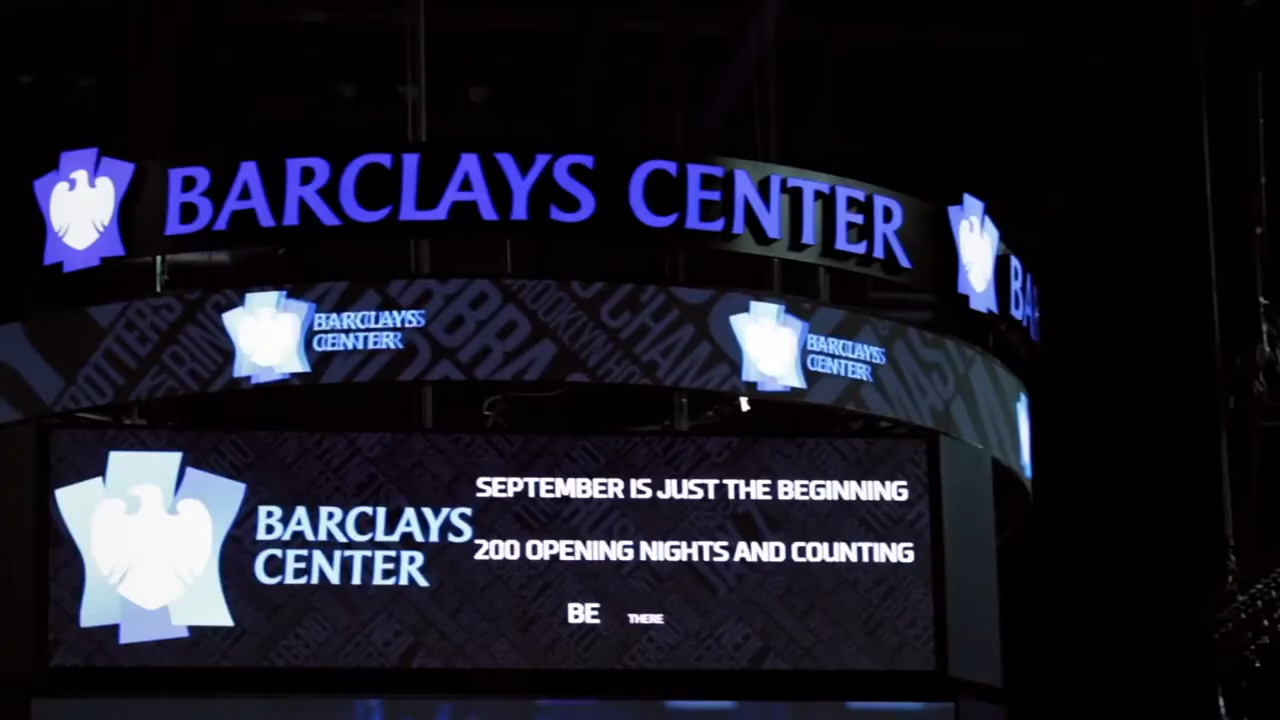 BARCLAYS CENTER
BA
BARCLAYS
CENTER
BARCLAYS
CENTER
BARCLAYS
CENTER
SEPTEMBER IS JUST THE BEGINNING
200 OPENING NIGHTS AND COUNTING
BE THERE